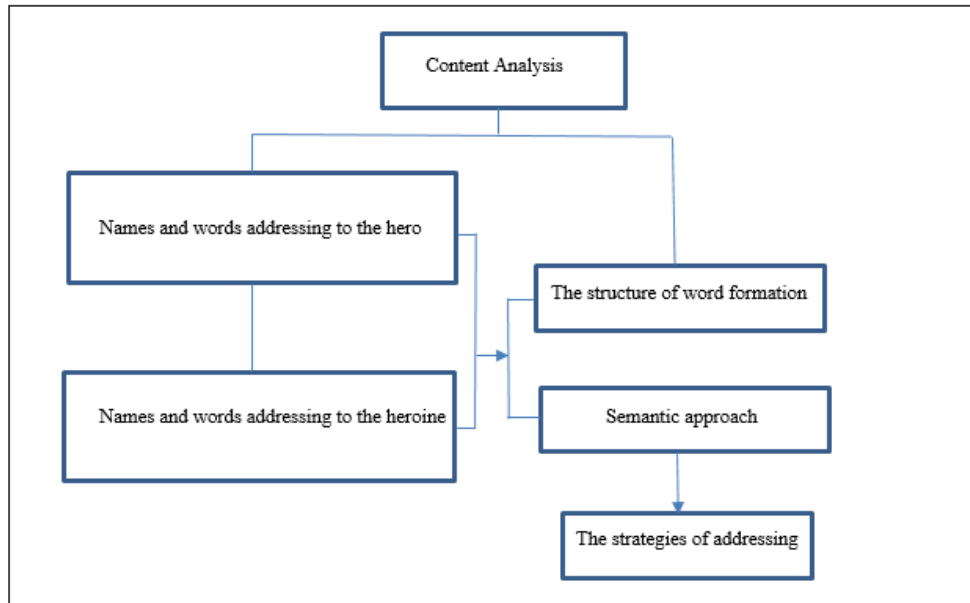 Content Analysis
Names and words addressing to the hero
The structure of word formation
Names and words addressing to the heroine
Semantic approach
The strategies of addressing